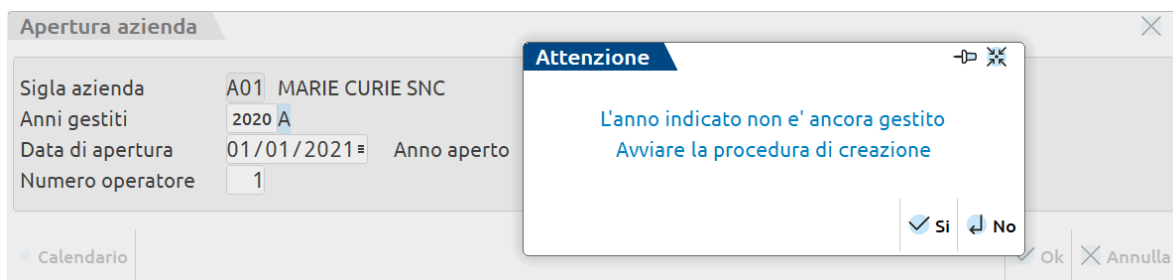 Apertura azienda
Attenzione
Sigla azienda A01 MARIE CURIE SNC
Anni gestiti 2020 A
Data di apertura 01/01/2021 Anno aperto
Numero operatore 1
L'anno indicato non e' ancora gestito
Avviare la procedura di creazione
Si No
Calendario Ok Annulla